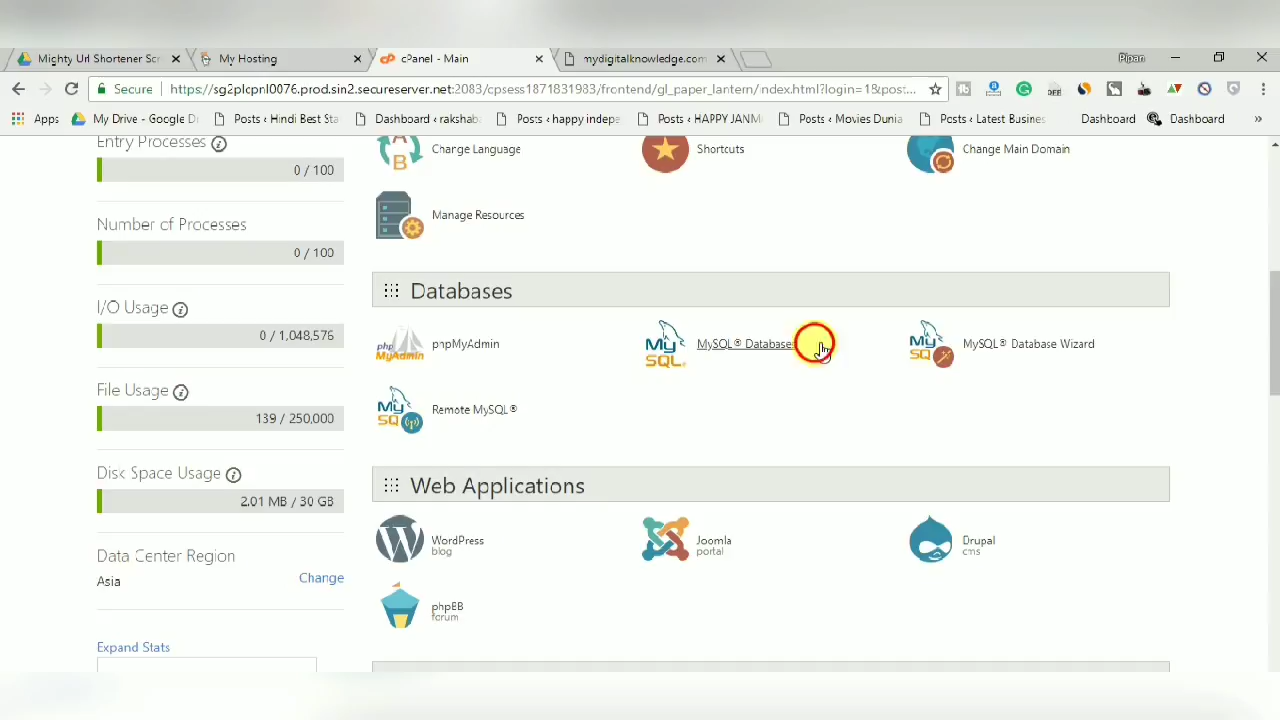 Mighty Url Shortener Scr
My Hosting
cPanel - Main
mydigitalknowledge.com
Pipan
Secure
https://sg2plcpnl0076.prod.sin2.secureserver.net:2083/cpsess1871831983/frontend/gl_paper_lantern/index.html?login=1&post...
Apps
My Drive - Google D
Posts ‹ Hindi Best Sta
Dashboard ‹ rakshab
Posts ‹ happy indepe
Posts ‹ HAPPY JANM
Posts ‹ Movies Dunia
Posts ‹ Latest Busines
Dashboard
Dashboard
»
Entry Processes
0 / 100
Number of Processes
0 / 100
I/O Usage
0 / 1,048,576
File Usage
139 / 250,000
Disk Space Usage
2.01 MB / 30 GB
Data Center Region
Asia
Change
Expand Stats
Change Language
Shortcuts
Change Main Domain
Manage Resources
Databases
phpMyAdmin
MySQL® Databases
MySQL® Database Wizard
Remote MySQL®
Web Applications
WordPress
blog
Joomla
portal
Drupal
cms
phpBB
forum